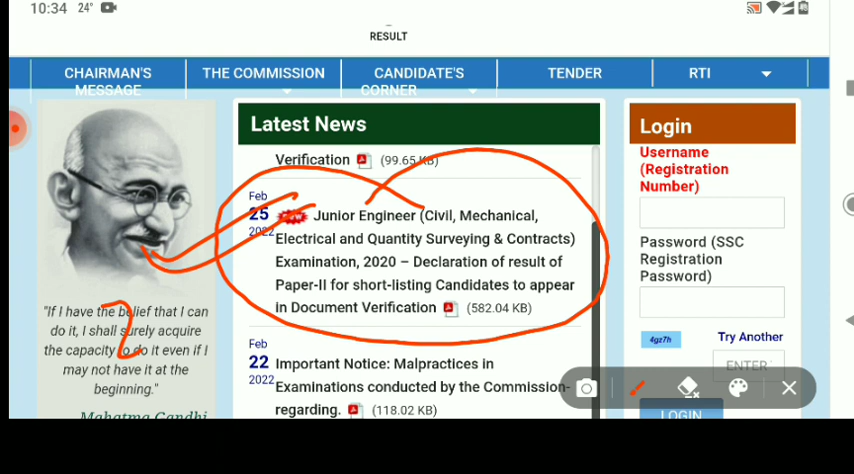 10:34 24°
RESULT
CHAIRMAN'S MESSAGE
THE COMMISSION
CANDIDATE'S CORNER
TENDER
RTI
"If I have the belief that I can
do it, I shall surely acquire
the capacity to do it even if I
may not have it at the
beginning."
Mahatma Gandhi
2
Latest News
Verification (99.65 KB)
Feb
25
2022
Junior Engineer (Civil, Mechanical,
Electrical and Quantity Surveying & Contracts)
Examination, 2020 – Declaration of result of
Paper-II for short-listing Candidates to appear
in Document Verification (582.04 KB)
Feb
22
2022
Important Notice: Malpractices in
Examinations conducted by the Commission-
regarding. (118.02 KB)
Login
Username
(Registration
Number)
Password (SSC
Registration
Password)
4gz7h
Try Another
ENTER
LOGIN